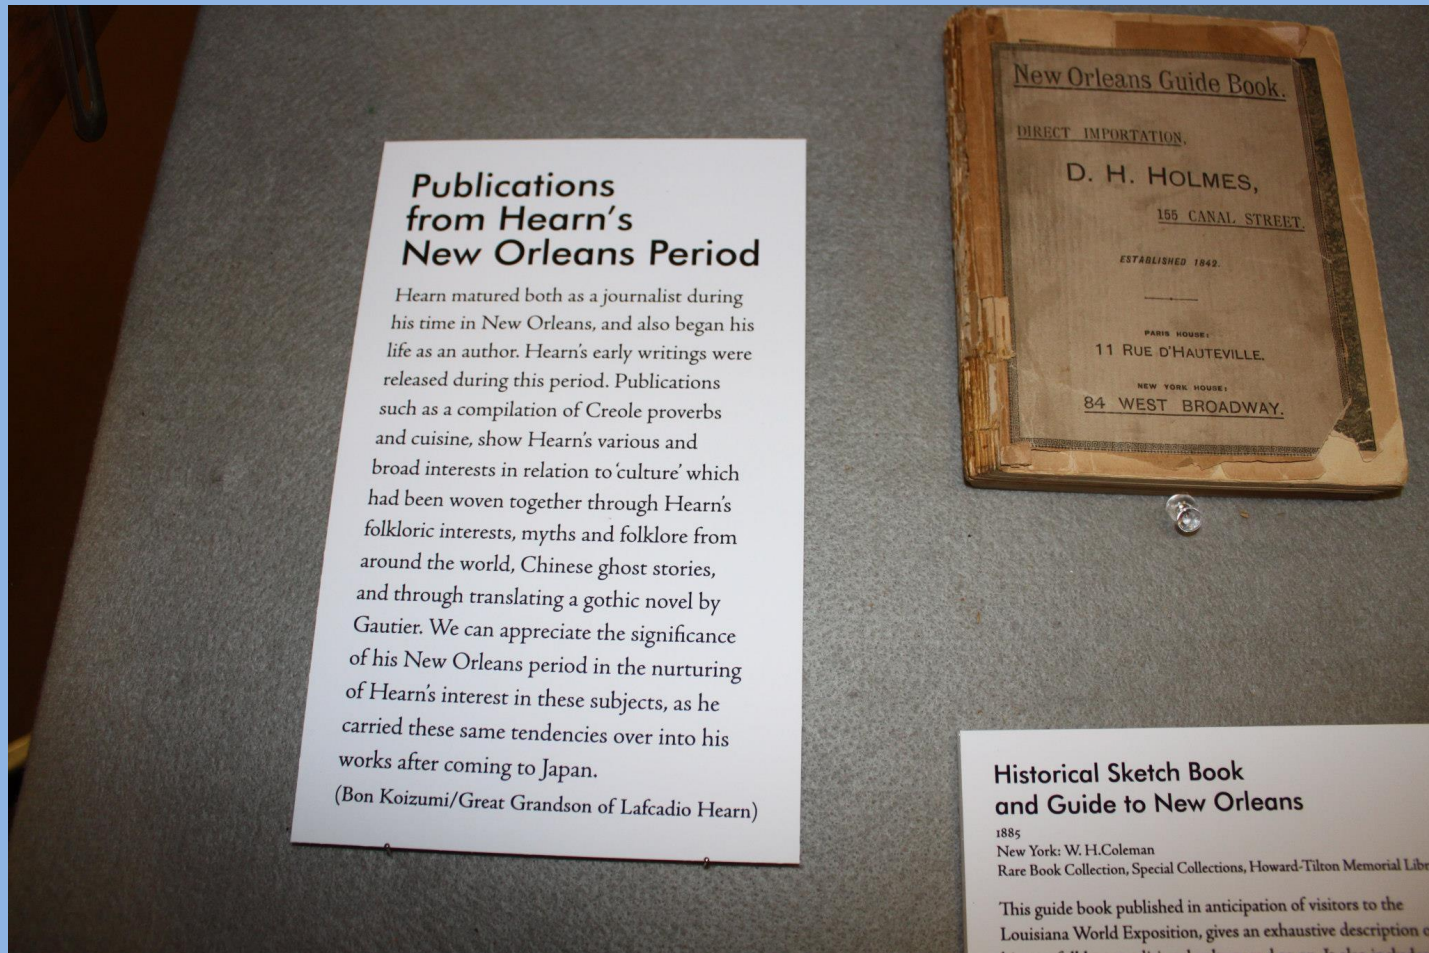 Publications
from Hearn's
New Orleans Period
Hearn matured both as a journalist during
his time in New Orleans, and also began his
life as an author. Hearn's early writings were
released during this period. Publications
such as a compilation of Creole proverbs
and cuisine, show Hearn's various and
broad interests in relation to 'culture' which
had been woven together through Hearn's
folkloric interests, myths and folklore from
around the world, Chinese ghost stories,
and through translating a gothic novel by
Gautier. We can appreciate the significance
of his New Orleans period in the nurturing
of Hearn's interest in these subjects, as he
carried these same tendencies over into his
works after coming to Japan.
(Bon Koizumi/Great Grandson of Lafcadio Hearn)
New Orleans Guide Book.
DIRECT IMPORTATION,
D. H. HOLMES,
155 CANAL STREET.
ESTABLISHED 1842.
PARIS HOUSE:
11 RUE D'HAUTEVILLE.
NEW YORK HOUSE:
84 WEST BROADWAY.
Historical Sketch Book
and Guide to New Orleans
1885
New York: W. H.Coleman
Rare Book Collection, Special Collections, Howard-Tilton Memorial
This guide book published in anticipation of visitors to the
Louisiana World Exposition, gives an exhaustive description